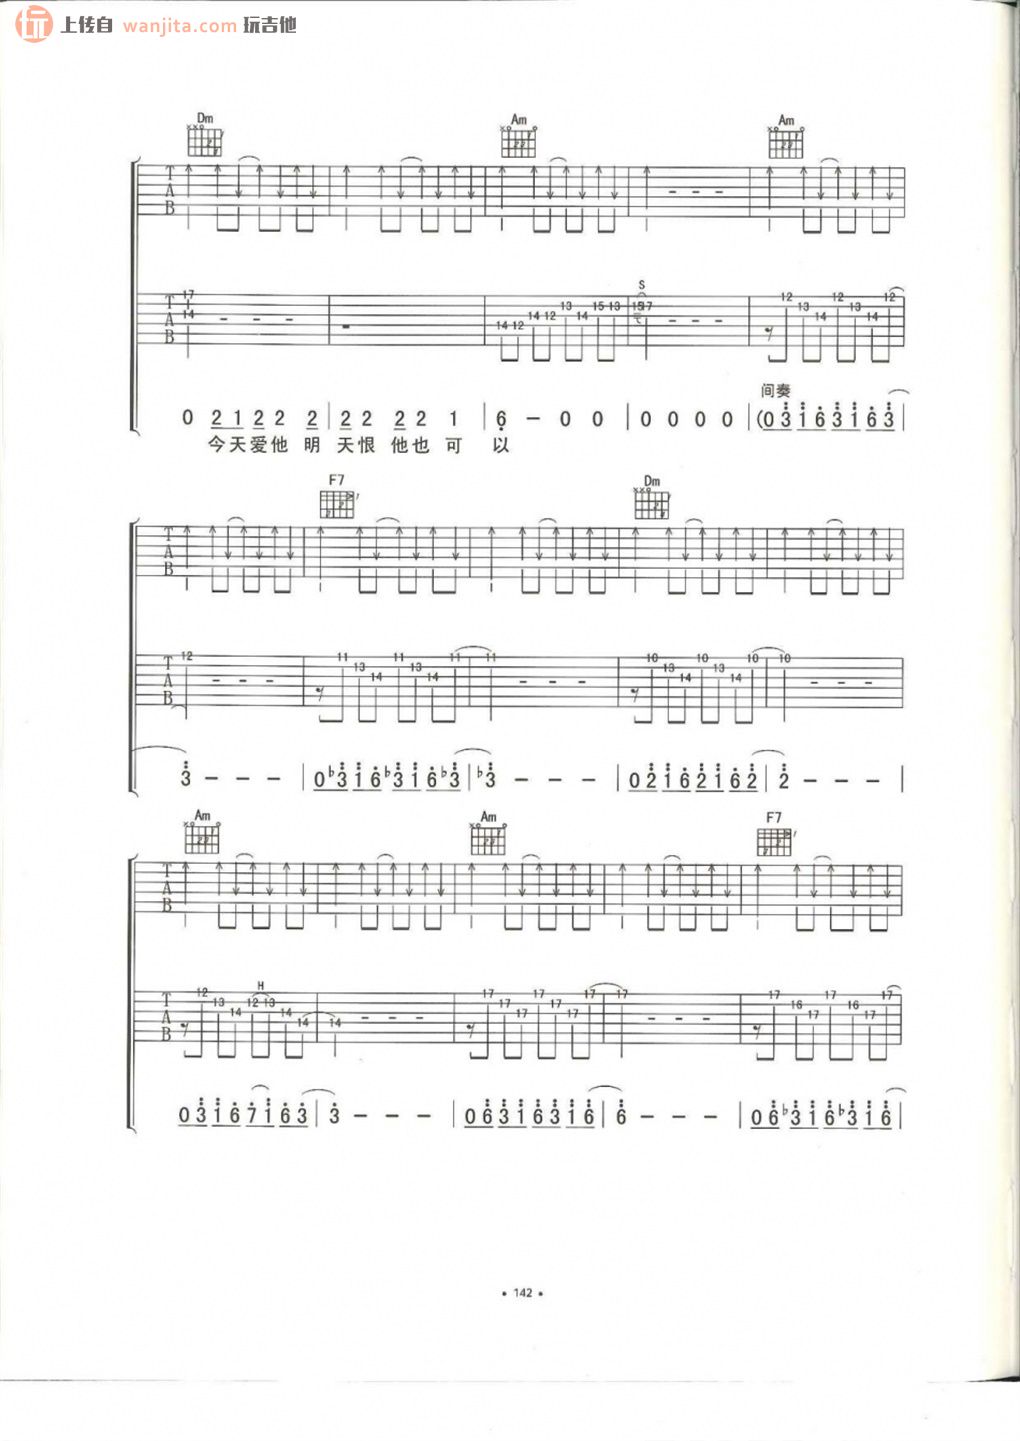 玩 上传自 wanjita.com 玩吉他
Dm Am Am
T A B
17 14 14 12 14 12 13 14 15 13 15 17 S 12 13 14 12 13 14 12
间奏
0 2 1 2 2 2 | 2 2 2 2 1 | 6 - 0 0 | 0 0 0 0 | (0 3 1 6 3 1 6 3 |
今天爱他 明 天恨 他也 可 以
F7 Dm
T A B
12 11 13 14 11 13 14 11 11 10 13 14 10 13 14 10 10
3 - - - | 0 ♭3 1 6 ♭3 1 6 ♭3 | ♭3 - - - | 0 2 1 6 2 1 6 2 | 2 - - - |
Am Am F7
T A B
12 13 14 12 H 13 14 14 14 17 17 17 17 17 17 17 17 17 16 17 17 16 17 17
0 3 1 6 7 1 6 3 | 3 - - - | 0 6 3 1 6 3 1 6 | 6 - - - | 0 6 ♭3 1 6 ♭3 1 6 |
• 142 •